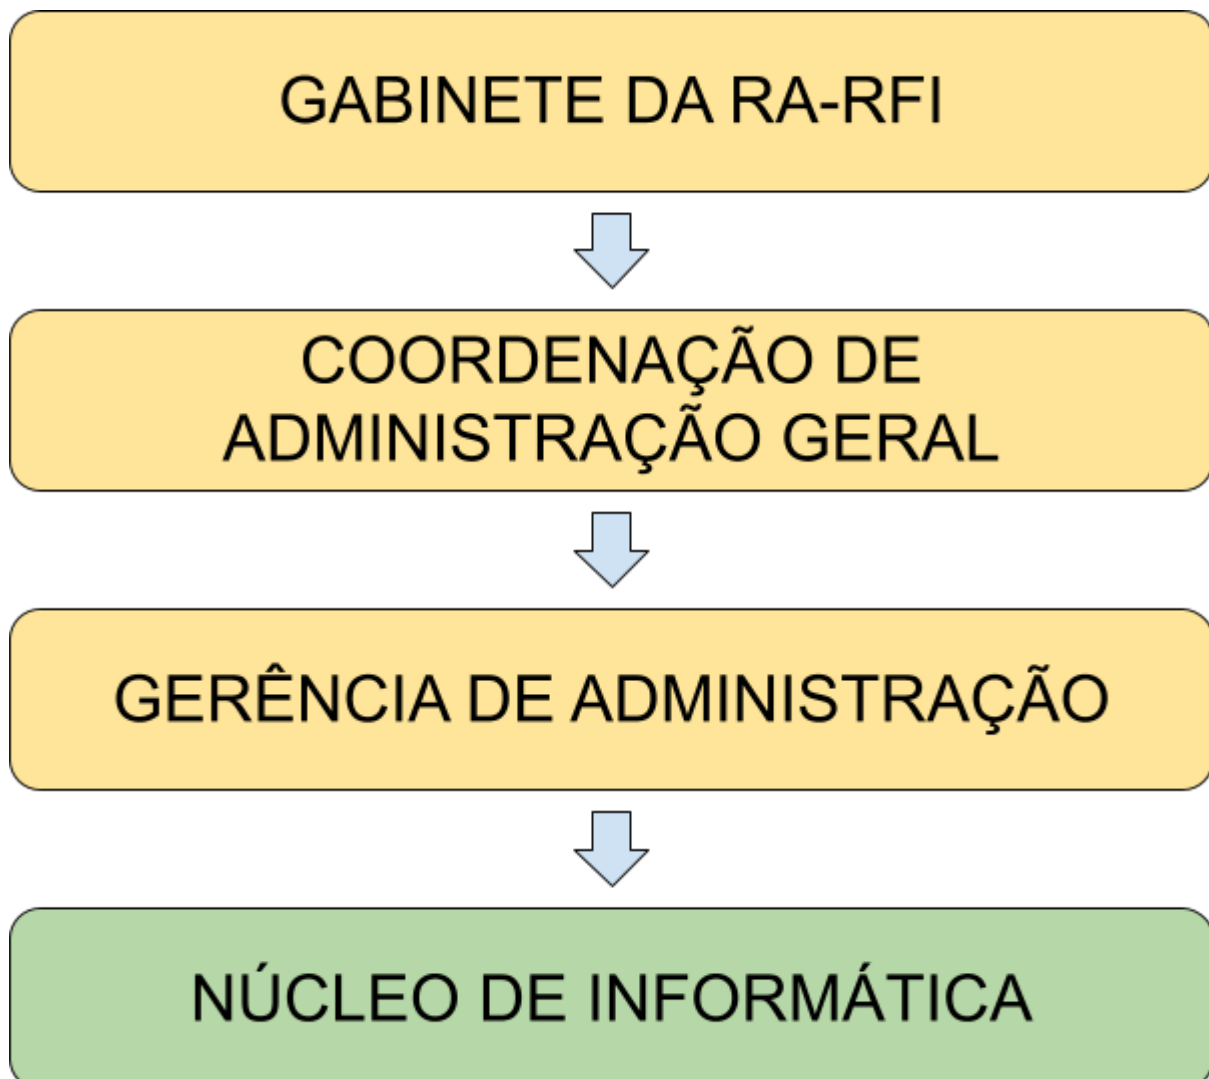 GABINETE DA RA-RFI
COORDENAÇÃO DE
ADMINISTRAÇÃO GERAL
GERÊNCIA DE ADMINISTRAÇÃO
NÚCLEO DE INFORMÁTICA